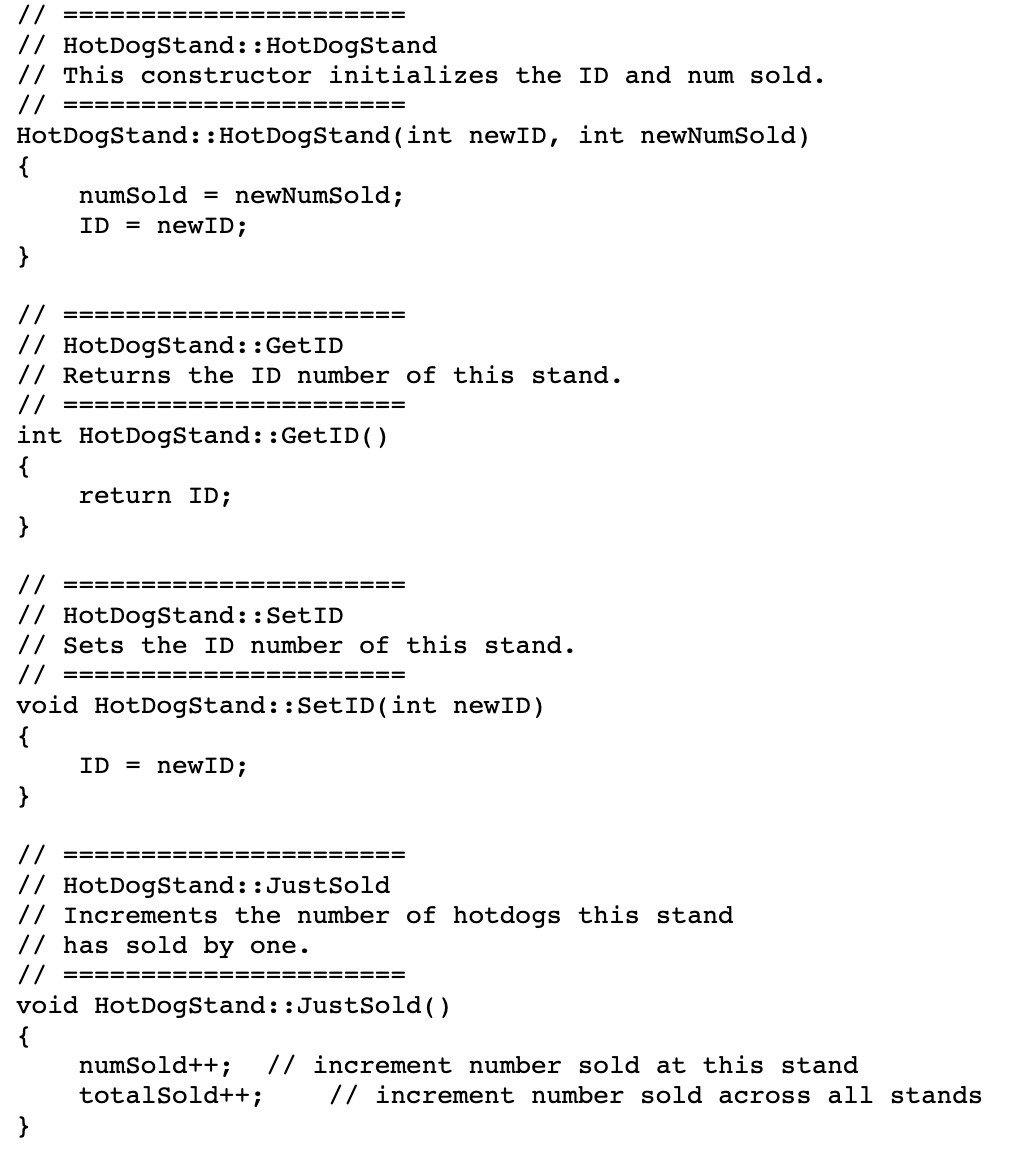 // ======================
// HotDogStand::HotDogStand
// This constructor initializes the ID and num sold.
// ======================
HotDogStand::HotDogStand(int newID, int newNumSold)
{
    numSold = newNumSold;
    ID = newID;
}

// ======================
// HotDogStand::GetID
// Returns the ID number of this stand.
// ======================
int HotDogStand::GetID()
{
    return ID;
}

// ======================
// HotDogStand::SetID
// Sets the ID number of this stand.
// ======================
void HotDogStand::SetID(int newID)
{
    ID = newID;
}

// ======================
// HotDogStand::JustSold
// Increments the number of hotdogs this stand
// has sold by one.
// ======================
void HotDogStand::JustSold()
{
    numSold++;  // increment number sold at this stand
    totalSold++;    // increment number sold across all stands
}